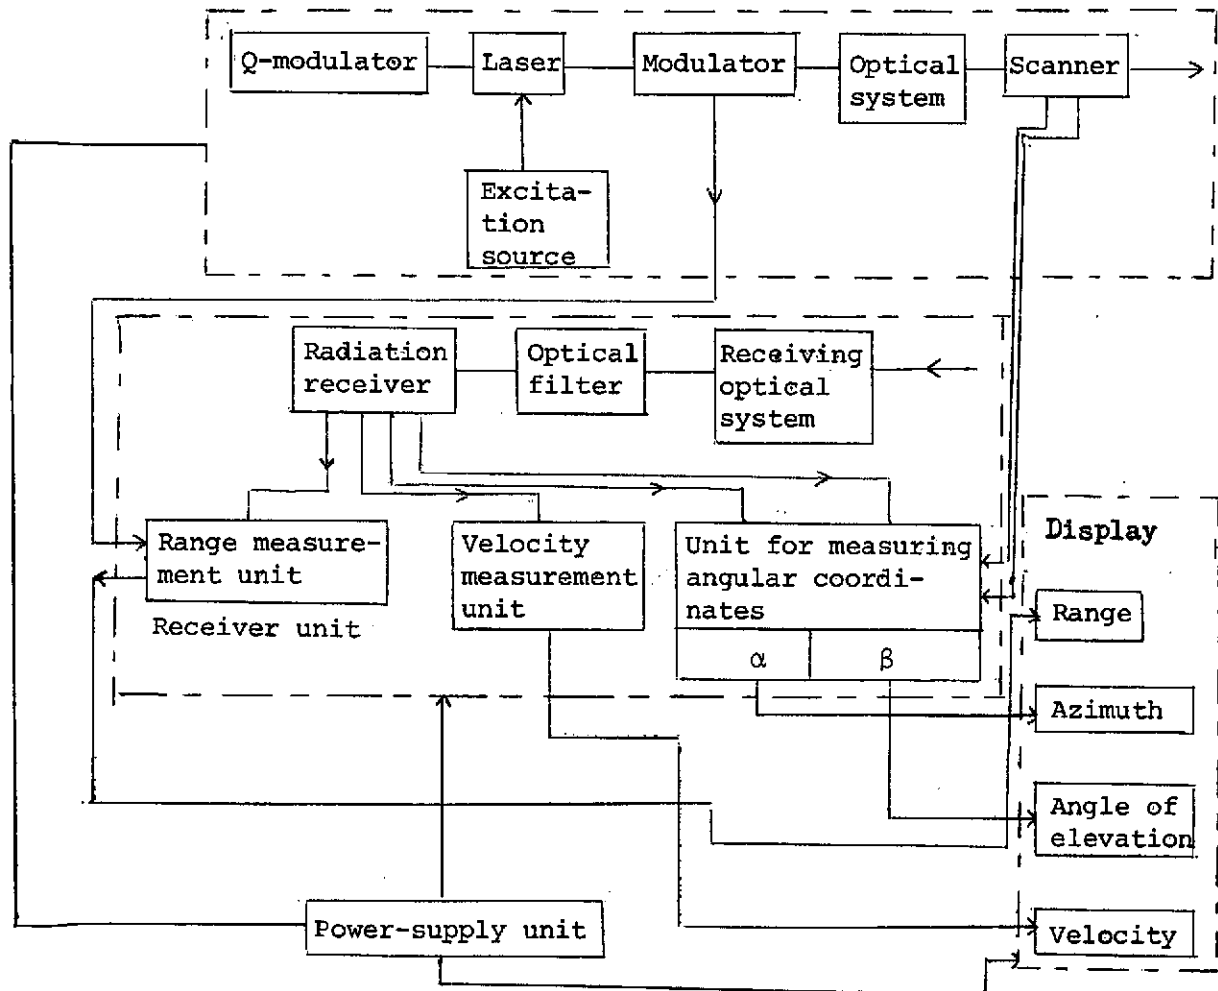 Q-modulator
Laser
Modulator
Optical
system
Scanner
Excita-
tion
source
Radiation
receiver
Optical
filter
Receiving
optical
system
Range measure-
ment unit
Receiver unit
Velocity
measurement
unit
Unit for measuring
angular coordi-
nates
α
β
Display
Range
Azimuth
Angle of
elevation
Velocity
Power-supply unit